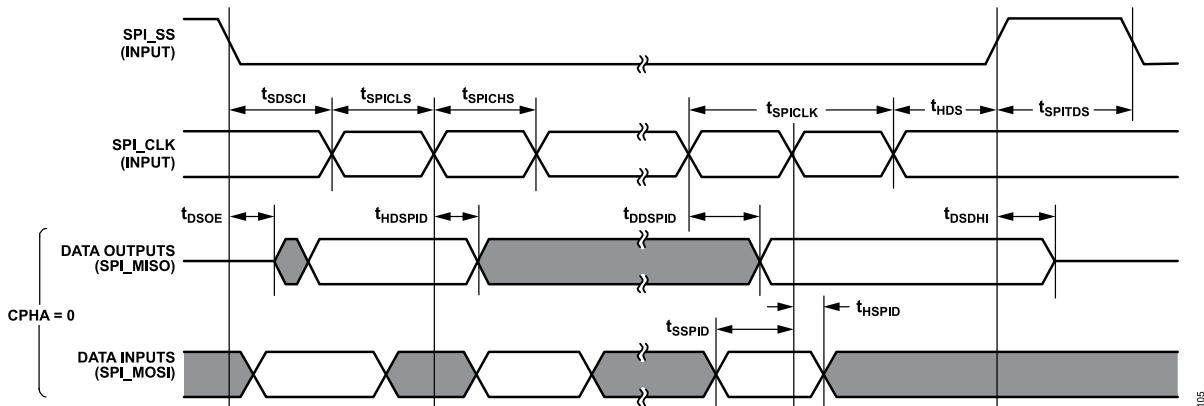 SPI_SS
(INPUT)
tSDSCI
tSPICLS
tSPICHS
tSPICLK
tHDS
tSPITDS
SPI_CLK
(INPUT)
tDSOE
tHDSPID
tDDSPID
tDSDHI
DATA OUTPUTS
(SPI_MISO)
CPHA = 0
tHSPID
tSSPID
DATA INPUTS
(SPI_MOSI)